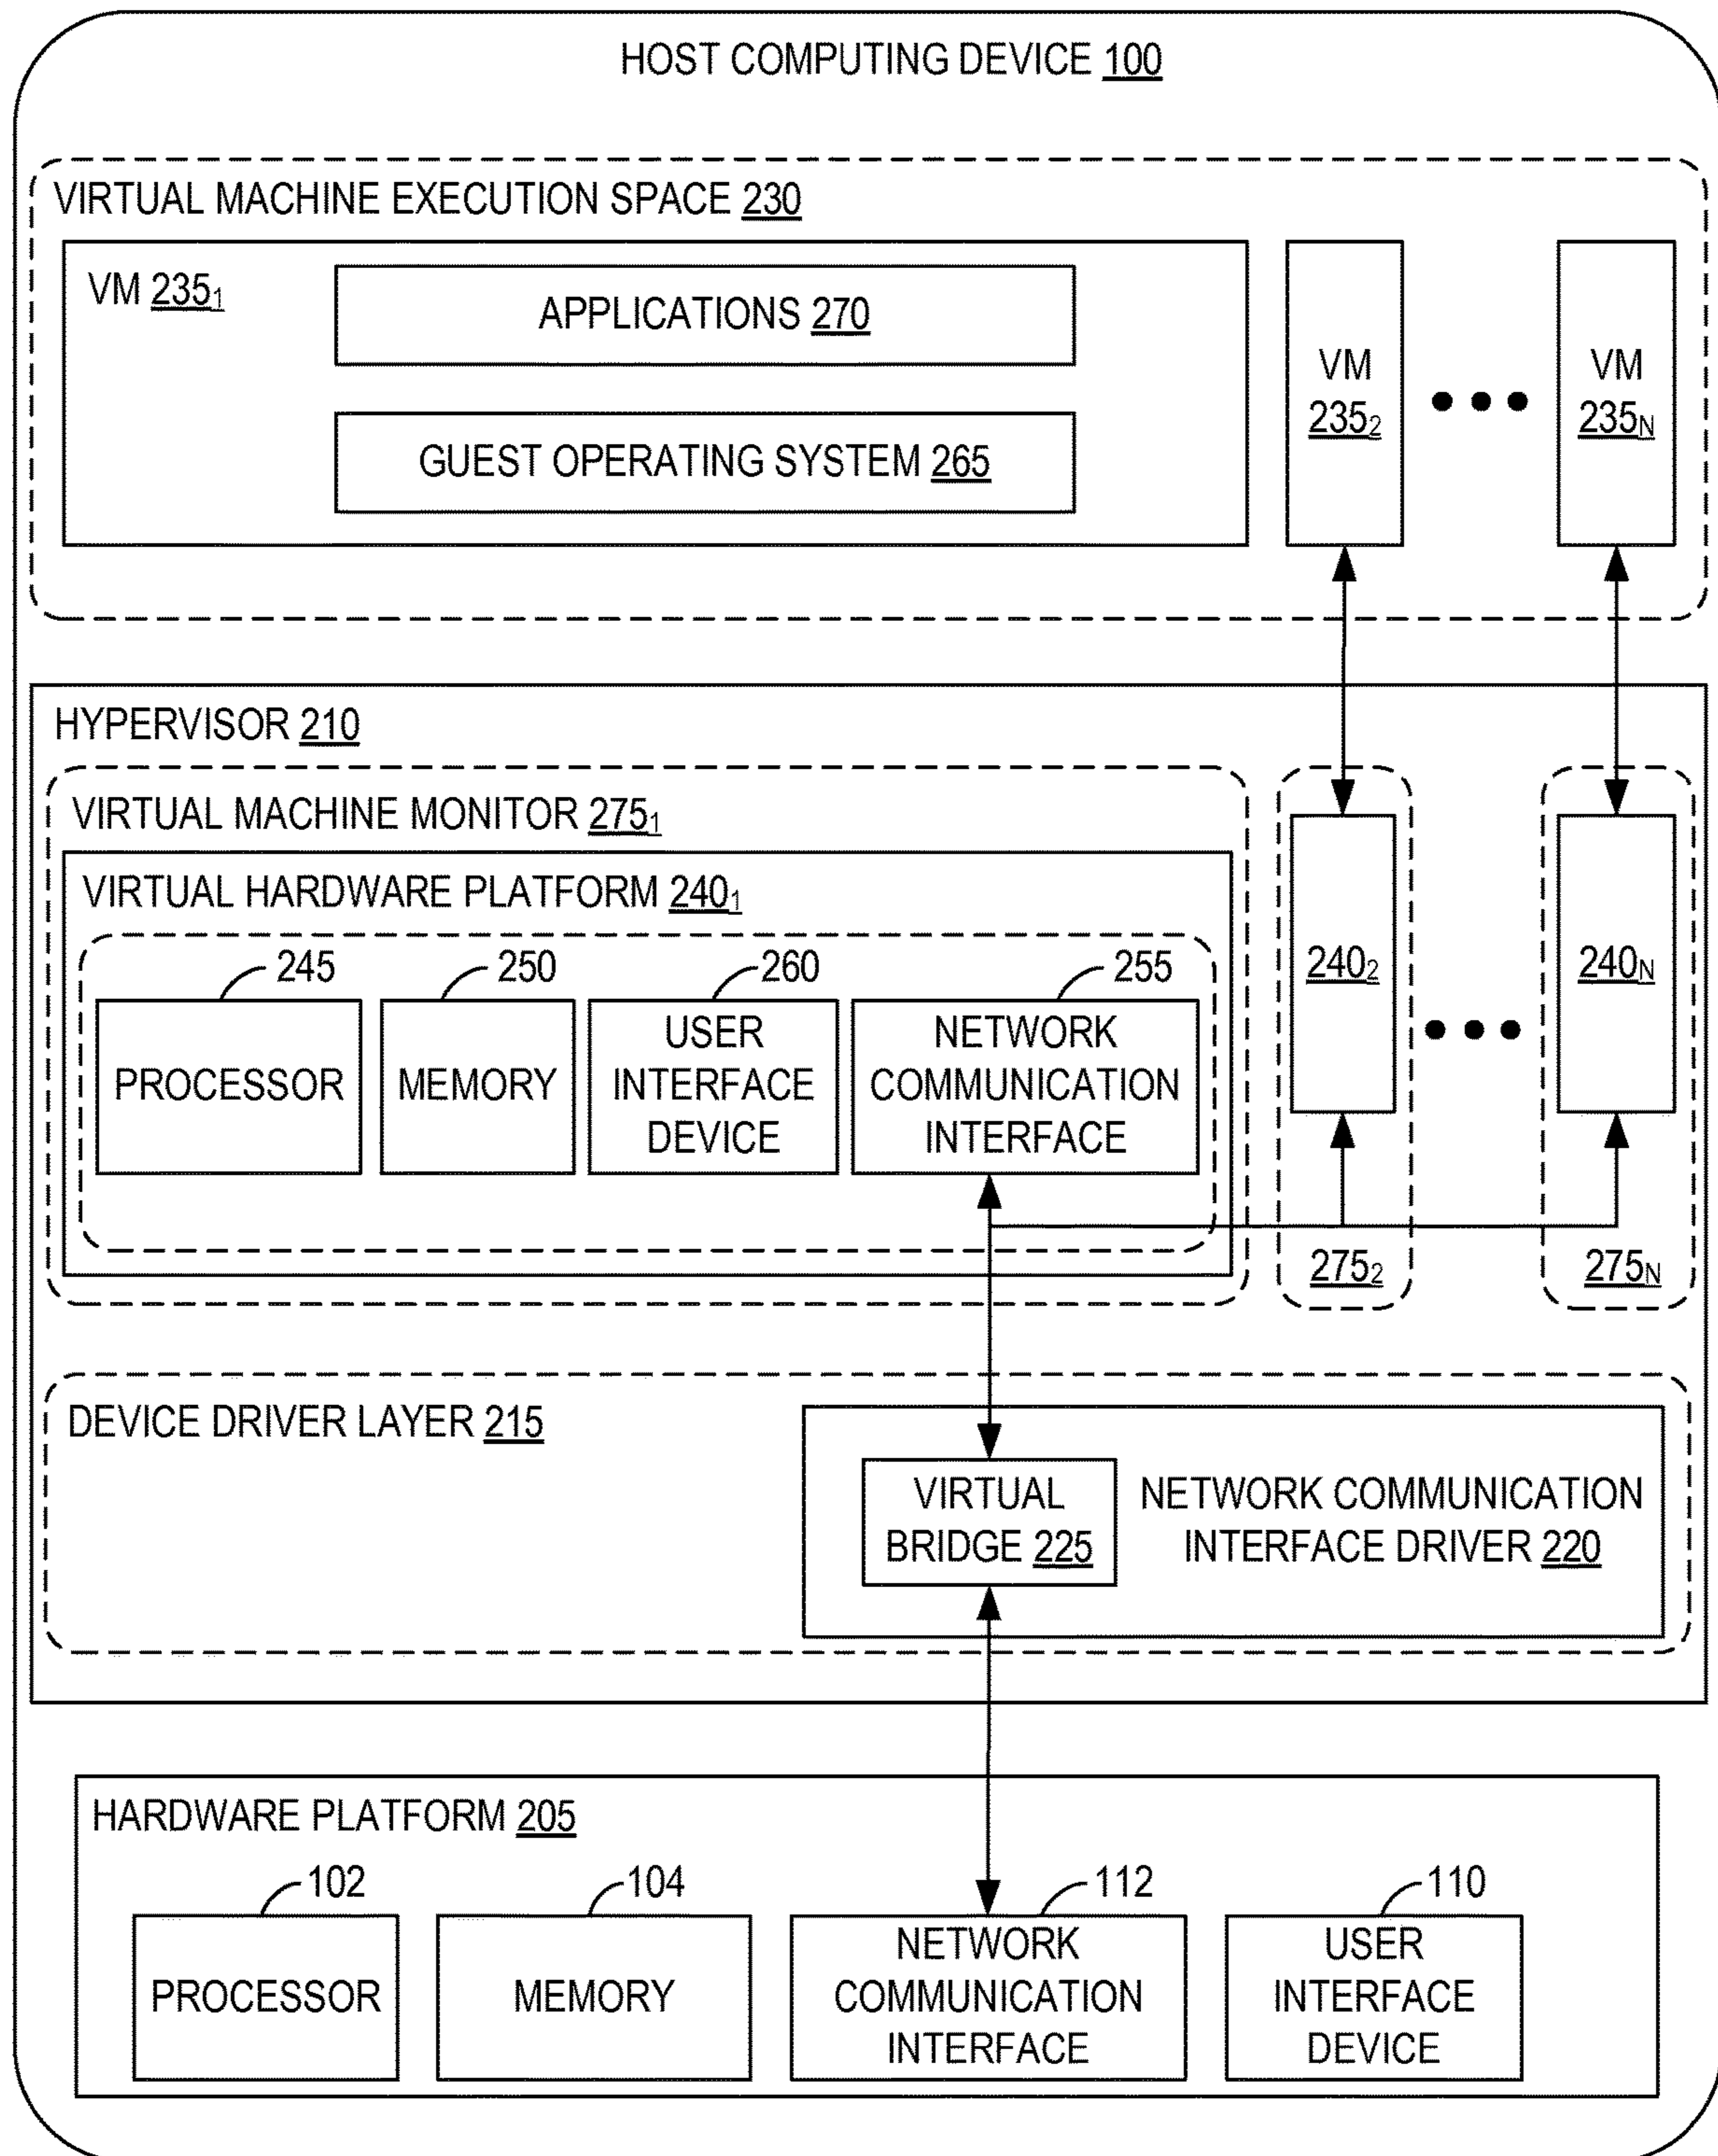 HOST COMPUTING DEVICE 100
VIRTUAL MACHINE EXECUTION SPACE 230
VM 235₁
APPLICATIONS 270
GUEST OPERATING SYSTEM 265
VM
235₂
VM
235N
HYPERVISOR 210
VIRTUAL MACHINE MONITOR 275₁
VIRTUAL HARDWARE PLATFORM 240₁
245
250
260
255
PROCESSOR
MEMORY
USER
INTERFACE
DEVICE
NETWORK
COMMUNICATION
INTERFACE
240₂
240N
275₂
275N
DEVICE DRIVER LAYER 215
VIRTUAL
BRIDGE 225
NETWORK COMMUNICATION
INTERFACE DRIVER 220
HARDWARE PLATFORM 205
102
104
112
110
PROCESSOR
MEMORY
NETWORK
COMMUNICATION
INTERFACE
USER
INTERFACE
DEVICE